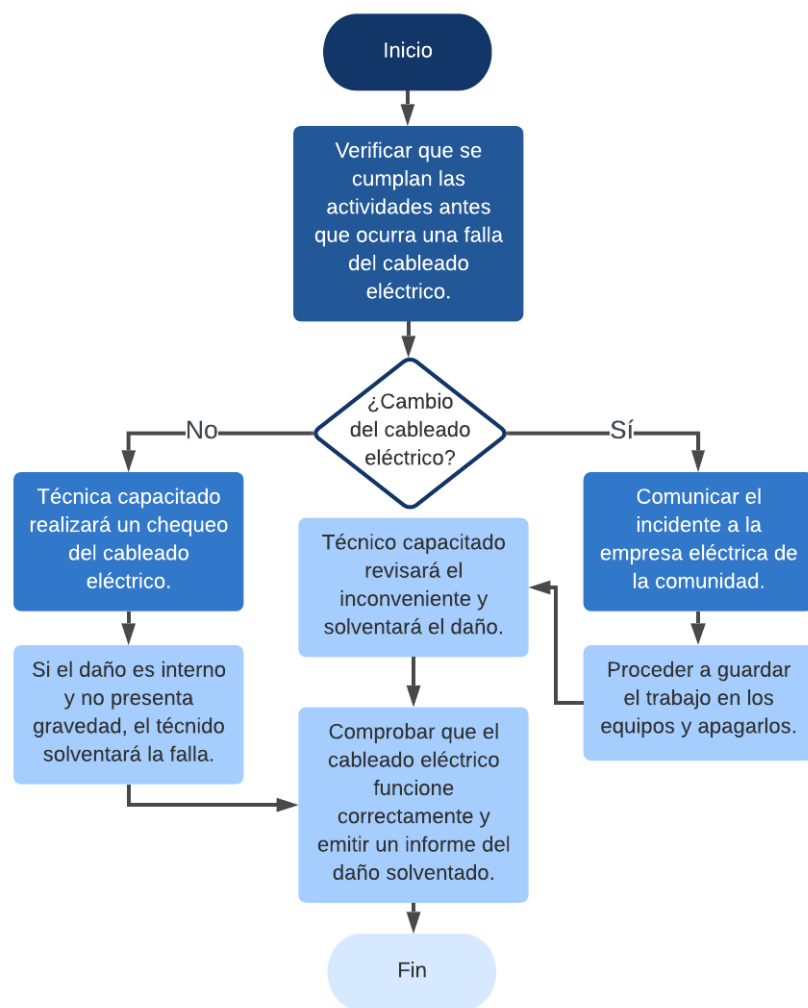 Inicio
Verificar que se
cumplan las
actividades antes
que ocurra una falla
del cableado
eléctrico.
¿Cambio
del cableado
eléctrico?
No
Sí
Técnica capacitado
realizará un chequeo
del cableado
eléctrico.
Comunicar el
incidente a la
empresa eléctrica de
la comunidad.
Técnico capacitado
revisará el
inconveniente y
solventará el daño.
Si el daño es interno
y no presenta
gravedad, el técnido
solventará la falla.
Proceder a guardar
el trabajo en los
equipos y apagarlos.
Comprobar que el
cableado eléctrico
funcione
correctamente y
emitir un informe del
daño solventado.
Fin